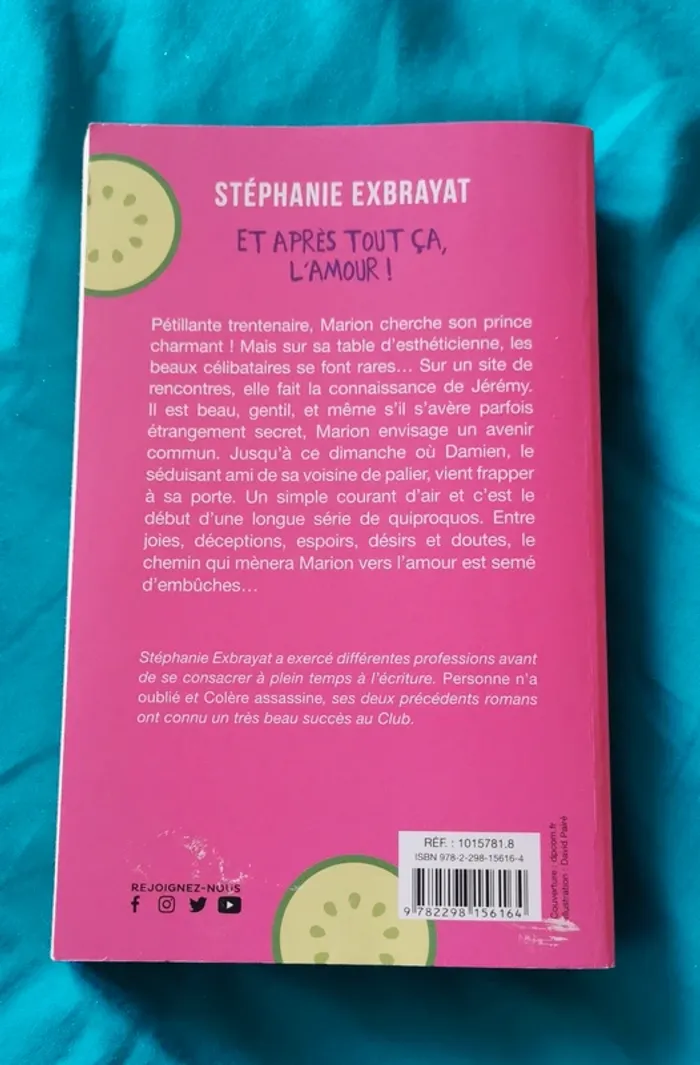 STÉPHANIE EXBRAYAT
ET APRÈS TOUT ÇA,
L'AMOUR !
Pétillante trentenaire, Marion cherche son prince
charmant ! Mais sur sa table d'esthéticienne, les
beaux célibataires se font rares... Sur un site de
rencontres, elle fait la connaissance de Jérémy.
Il est beau, gentil, et même s'il s'avère parfois
étrangement secret, Marion envisage un avenir
commun. Jusqu'à ce dimanche où Damien, le
séduisant ami de sa voisine de palier, vient frapper
à sa porte. Un simple courant d'air et c'est le
début d'une longue série de quiproquos. Entre
joies, déceptions, espoirs, désirs et doutes, le
chemin qui mènera Marion vers l'amour est semé
d'embûches...
Stéphanie Exbrayat a exercé différentes professions avant
de se consacrer à plein temps à l'écriture. Personne n'a
oublié et Colère assassine, ses deux précédents romans
ont connu un très beau succès au Club.
REJOIGNEZ-NOUS
RÉF. : 1015781.8
ISBN 978-2-298-15616-4
9 782298 156164
Couverture : dpcom.fr
Illustration : David Pairé